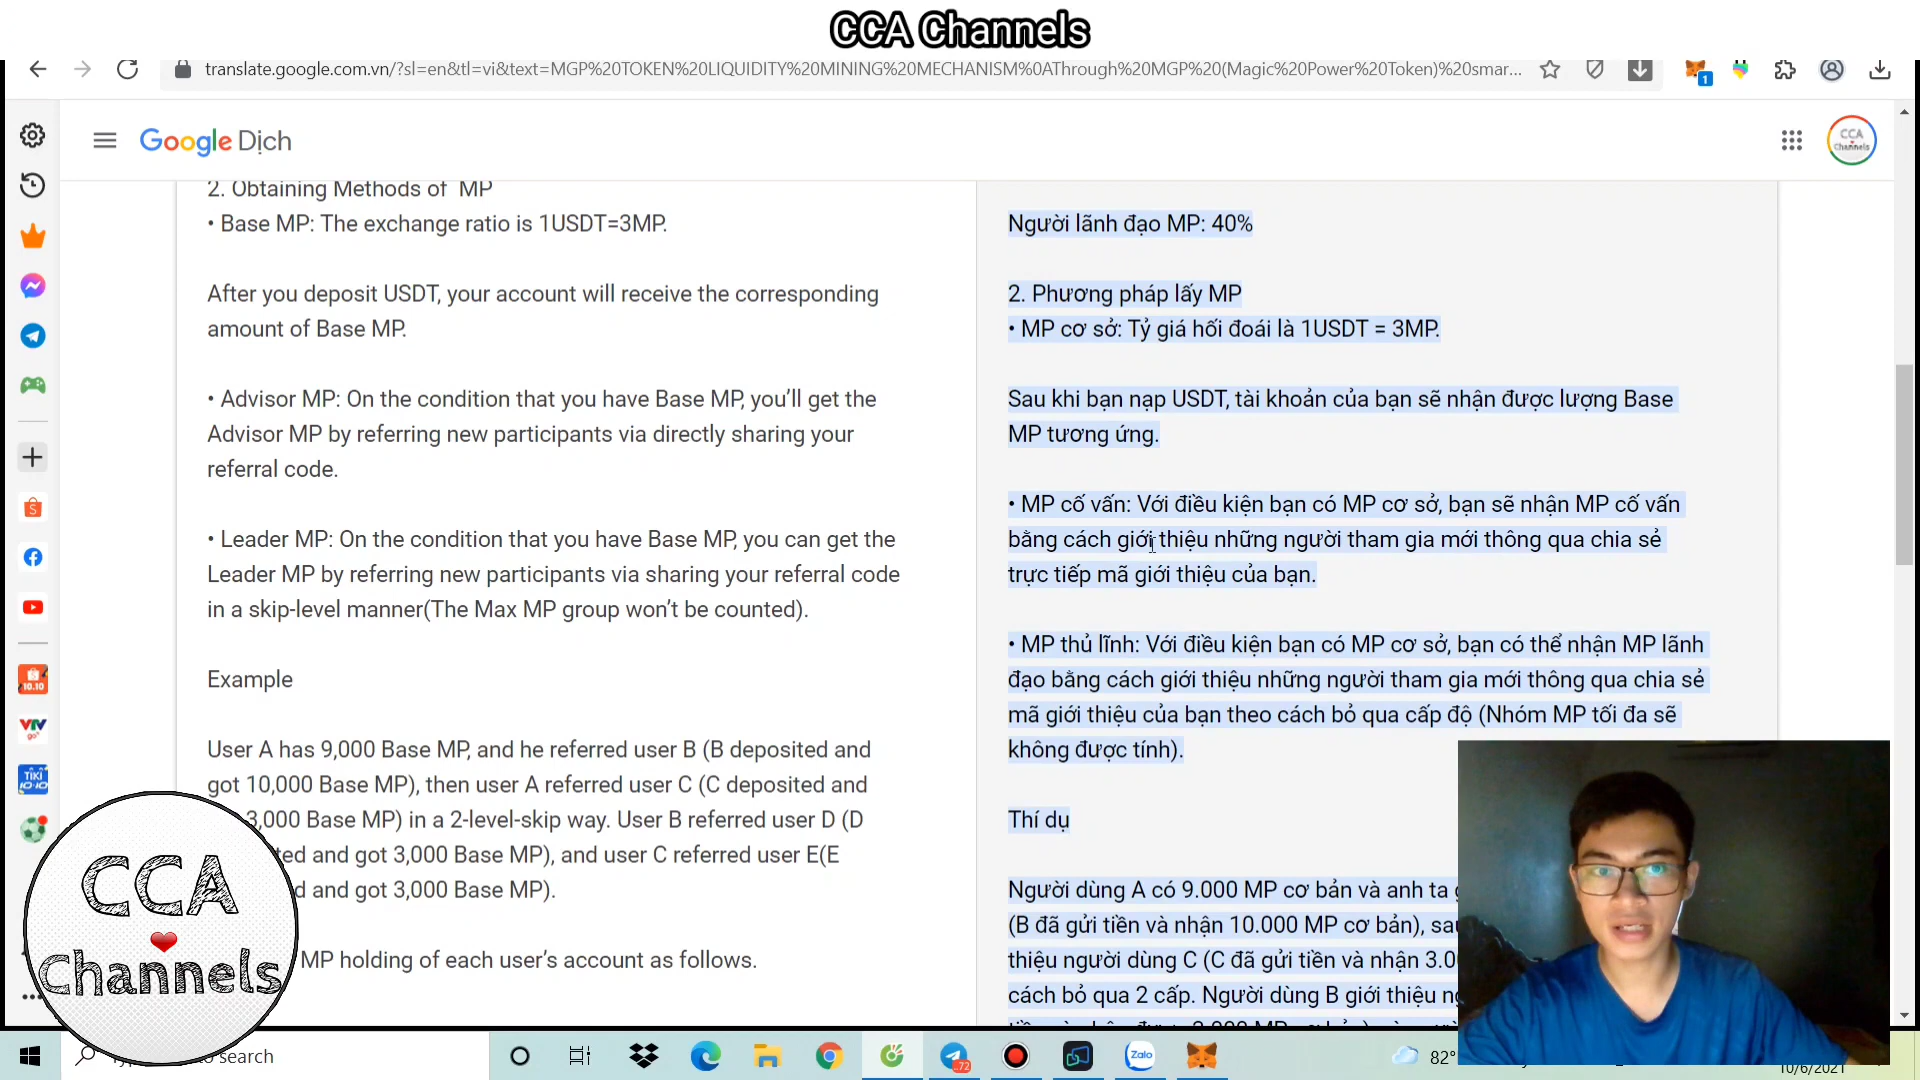 CCA Channels
translate.google.com.vn/?sl=en&tl=vi&text=MGP%20TOKEN%20LIQUIDITY%20MINING%20MECHANISM%0AThrough%20MGP%20(Magic%20Power%20Token)%20smar...
1
Google Dịch
CCA
Channels
2. Obtaining Methods of MP
• Base MP: The exchange ratio is 1USDT=3MP.
After you deposit USDT, your account will receive the corresponding
amount of Base MP.
• Advisor MP: On the condition that you have Base MP, you’ll get the
Advisor MP by referring new participants via directly sharing your
referral code.
• Leader MP: On the condition that you have Base MP, you can get the
Leader MP by referring new participants via sharing your referral code
in a skip-level manner(The Max MP group won’t be counted).
Example
User A has 9,000 Base MP, and he referred user B (B deposited and
got 10,000 Base MP), then user A referred user C (C deposited and
3,000 Base MP) in a 2-level-skip way. User B referred user D (D
and got 3,000 Base MP), and user C referred user E(E
and got 3,000 Base MP).
MP holding of each user’s account as follows.
Người lãnh đạo MP: 40%
2. Phương pháp lấy MP
• MP cơ sở: Tỷ giá hối đoái là 1USDT = 3MP.
Sau khi bạn nạp USDT, tài khoản của bạn sẽ nhận được lượng Base
MP tương ứng.
• MP cố vấn: Với điều kiện bạn có MP cơ sở, bạn sẽ nhận MP cố vấn
bằng cách giới thiệu những người tham gia mới thông qua chia sẻ
trực tiếp mã giới thiệu của bạn.
• MP thủ lĩnh: Với điều kiện bạn có MP cơ sở, bạn có thể nhận MP lãnh
đạo bằng cách giới thiệu những người tham gia mới thông qua chia sẻ
mã giới thiệu của bạn theo cách bỏ qua cấp độ (Nhóm MP tối đa sẽ
không được tính).
Thí dụ
Người dùng A có 9.000 MP cơ bản và anh ta
(B đã gửi tiền và nhận 10.000 MP cơ bản),
thiệu người dùng C (C đã gửi tiền và nhận
cách bỏ qua 2 cấp. Người dùng B giới thiệu
10.10
VTV
go
TIKI
10·10
CCA
Channels
search
72
Zalo
82°
10/6/2021